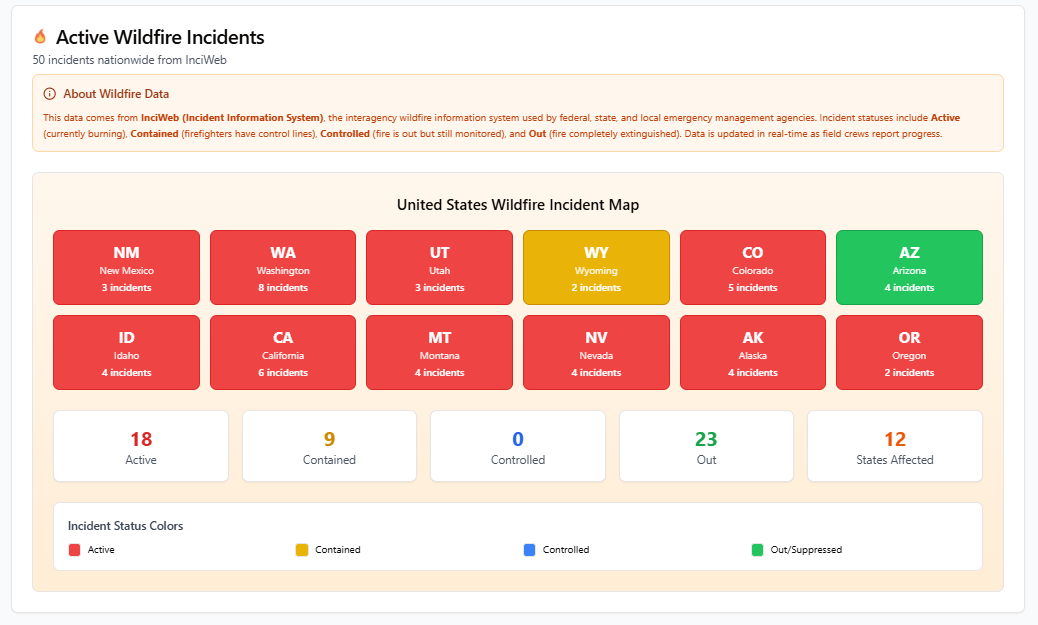 Active Wildfire Incidents
50 incidents nationwide from InciWeb
About Wildfire Data
This data comes from InciWeb (Incident Information System), the interagency wildfire information system used by federal, state, and local emergency management agencies. Incident statuses include Active
(currently burning), Contained (firefighters have control lines), Controlled (fire is out but still monitored), and Out (fire completely extinguished). Data is updated in real-time as field crews report progress.
United States Wildfire Incident Map
NM
New Mexico
3 incidents
WA
Washington
8 incidents
UT
Utah
3 incidents
WY
Wyoming
2 incidents
CO
Colorado
5 incidents
AZ
Arizona
4 incidents
ID
Idaho
4 incidents
CA
California
6 incidents
MT
Montana
4 incidents
NV
Nevada
4 incidents
AK
Alaska
4 incidents
OR
Oregon
2 incidents
18
Active
9
Contained
0
Controlled
23
Out
12
States Affected
Incident Status Colors
Active
Contained
Controlled
Out/Suppressed